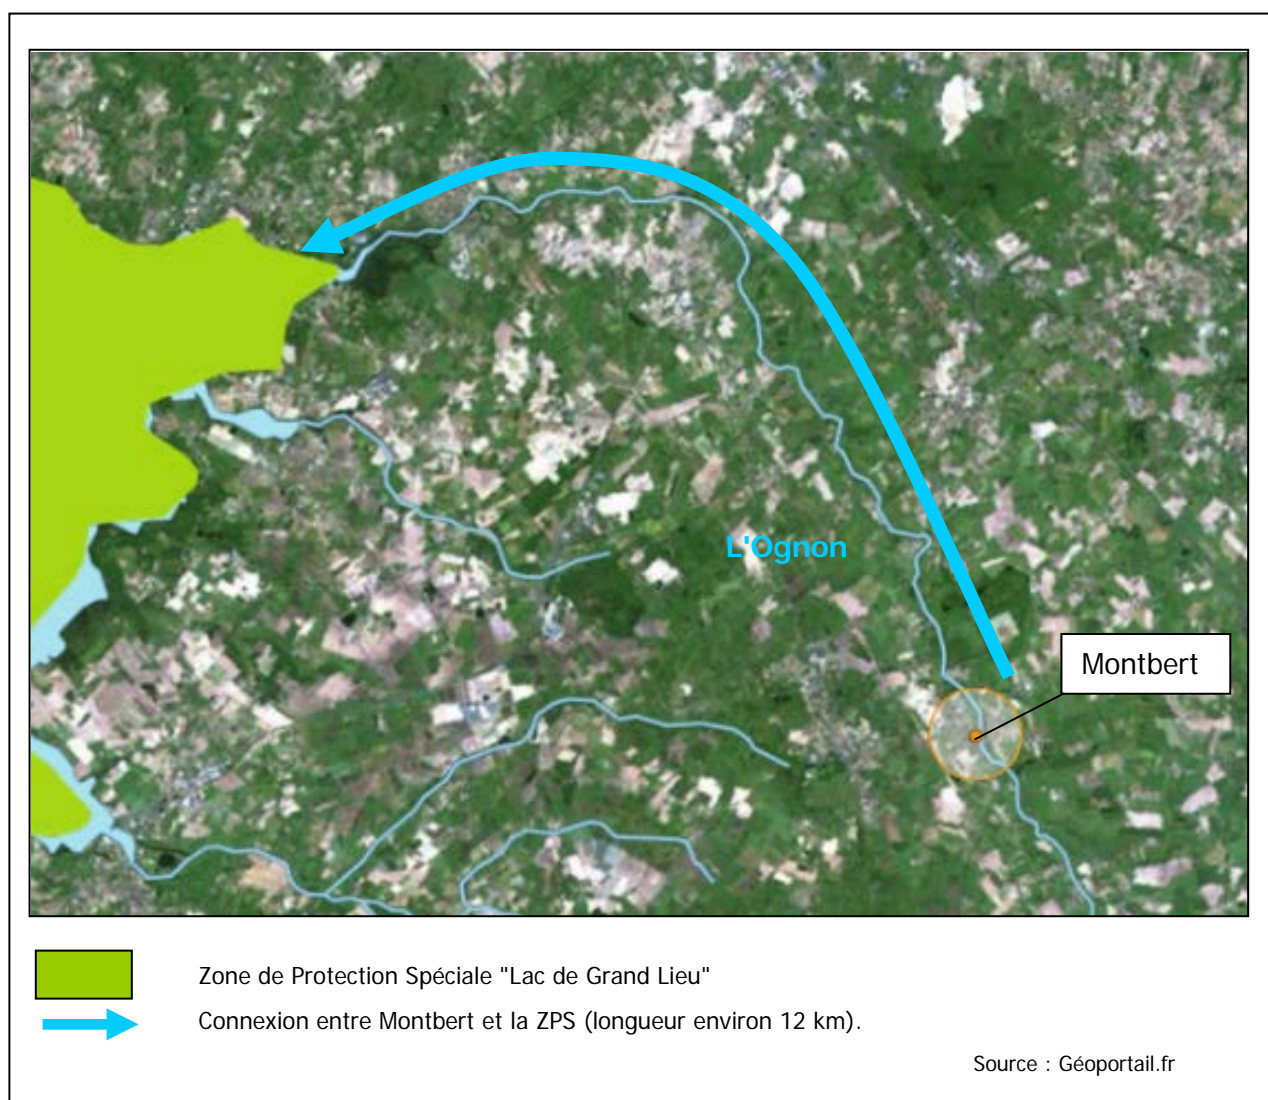 L'Ognon
Montbert
Zone de Protection Spéciale "Lac de Grand Lieu"
Connexion entre Montbert et la ZPS (longueur environ 12 km).
Source : Géoportail.fr